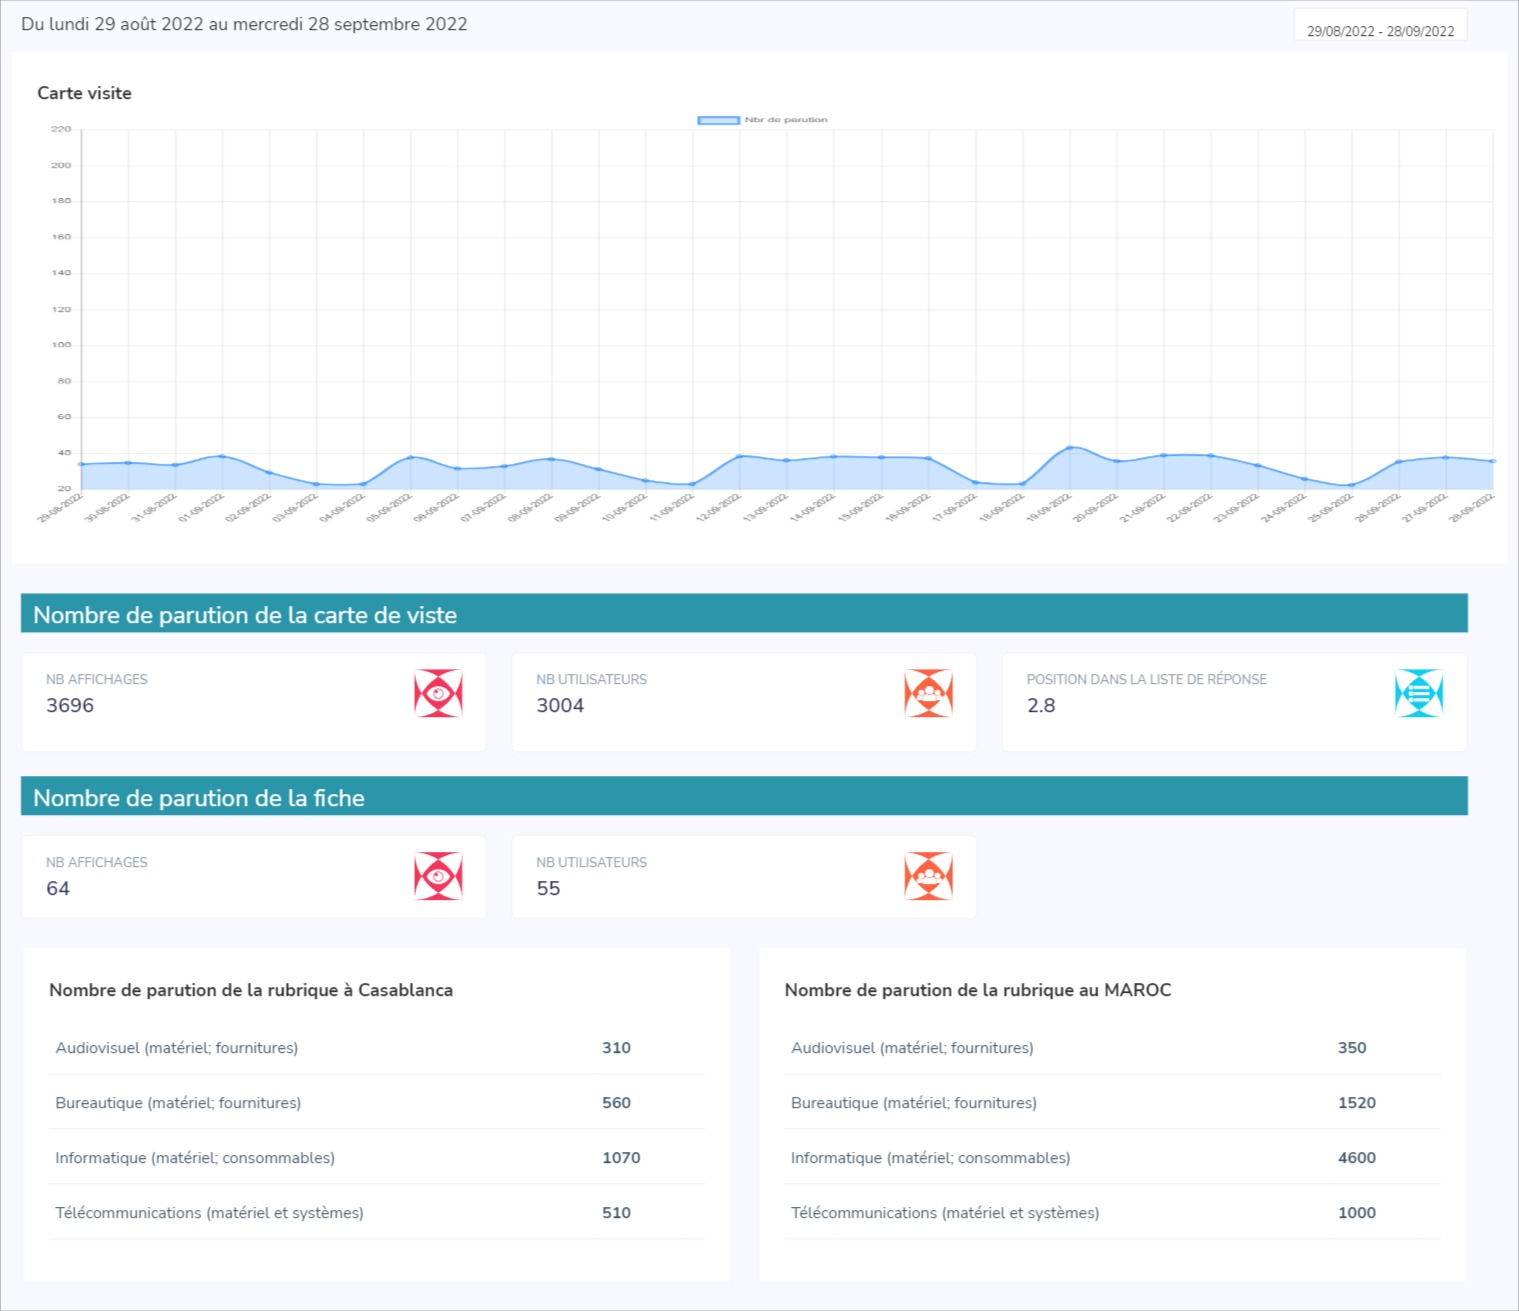 Du lundi 29 août 2022 au mercredi 28 septembre 2022
29/08/2022 - 28/09/2022
Carte visite
Nbr de parution
220
200
180
160
140
120
100
80
60
40
20
29-08-2022 30-08-2022 31-08-2022 01-09-2022 02-09-2022 03-09-2022 04-09-2022 05-09-2022 06-09-2022 07-09-2022 08-09-2022 09-09-2022 10-09-2022 11-09-2022 12-09-2022 13-09-2022 14-09-2022 15-09-2022 16-09-2022 17-09-2022 18-09-2022 19-09-2022 20-09-2022 21-09-2022 22-09-2022 23-09-2022 24-09-2022 25-09-2022 26-09-2022 27-09-2022 28-09-2022
Nombre de parution de la carte de viste
NB AFFICHAGES
3696
NB UTILISATEURS
3004
POSITION DANS LA LISTE DE RÉPONSE
2.8
Nombre de parution de la fiche
NB AFFICHAGES
64
NB UTILISATEURS
55
Nombre de parution de la rubrique à Casablanca
Audiovisuel (matériel; fournitures) 310
Bureautique (matériel; fournitures) 560
Informatique (matériel; consommables) 1070
Télécommunications (matériel et systèmes) 510
Nombre de parution de la rubrique au MAROC
Audiovisuel (matériel; fournitures) 350
Bureautique (matériel; fournitures) 1520
Informatique (matériel; consommables) 4600
Télécommunications (matériel et systèmes) 1000